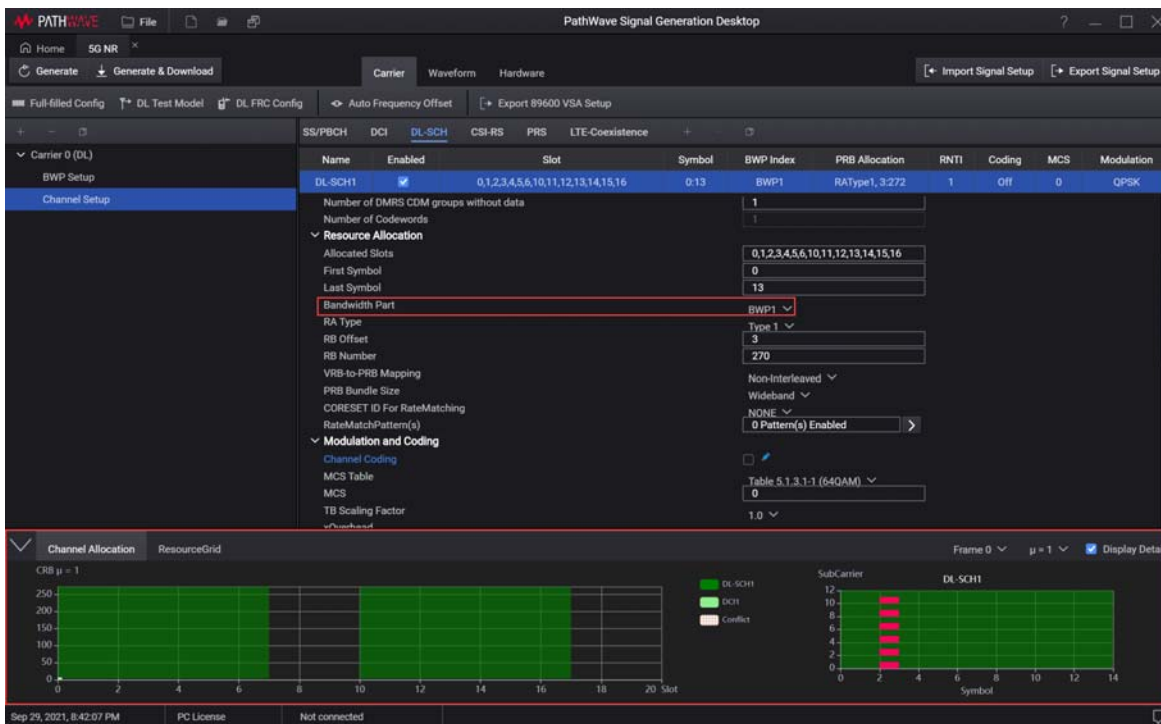 PATHWAVE File PathWave Signal Generation Desktop ?
Home 5G NR ×
Generate Generate & Download Carrier Waveform Hardware Import Signal Setup Export Signal Setup
Full-filled Config DL Test Model DL FRC Config Auto Frequency Offset Export 89600 VSA Setup
SS/PBCH DCI DL-SCH CSI-RS PRS LTE-Coexistence
Carrier 0 (DL)
BWP Setup
Channel Setup
Name Enabled Slot Symbol BWP Index PRB Allocation RNTI Coding MCS Modulation
DL-SCH1 0,1,2,3,4,5,6,10,11,12,13,14,15,16 0:13 BWP1 RAType1, 3:272 1 Off 0 QPSK
Number of DMRS CDM groups without data 1
Number of Codewords 1
Resource Allocation
Allocated Slots 0,1,2,3,4,5,6,10,11,12,13,14,15,16
First Symbol 0
Last Symbol 13
Bandwidth Part BWP1
RA Type Type 1
RB Offset 3
RB Number 270
VRB-to-PRB Mapping Non-Interleaved
PRB Bundle Size Wideband
CORESET ID For RateMatching NONE
RateMatchPattern(s) 0 Pattern(s) Enabled
Modulation and Coding
Channel Coding
MCS Table Table 5.1.3.1-1 (64QAM)
MCS 0
TB Scaling Factor 1.0
xOverhead
Channel Allocation ResourceGrid Frame 0 μ = 1 Display Deta
CRB μ = 1
250
200
150
100
50
0
0 2 4 6 8 10 12 14 16 18 20 Slot
DL-SCH1
DCI1
Conflict
SubCarrier DL-SCH1
12
10
8
6
4
2
0
0 2 4 6 8 10 12 14
Symbol
Sep 29, 2021, 8:42:07 PM PC License Not connected